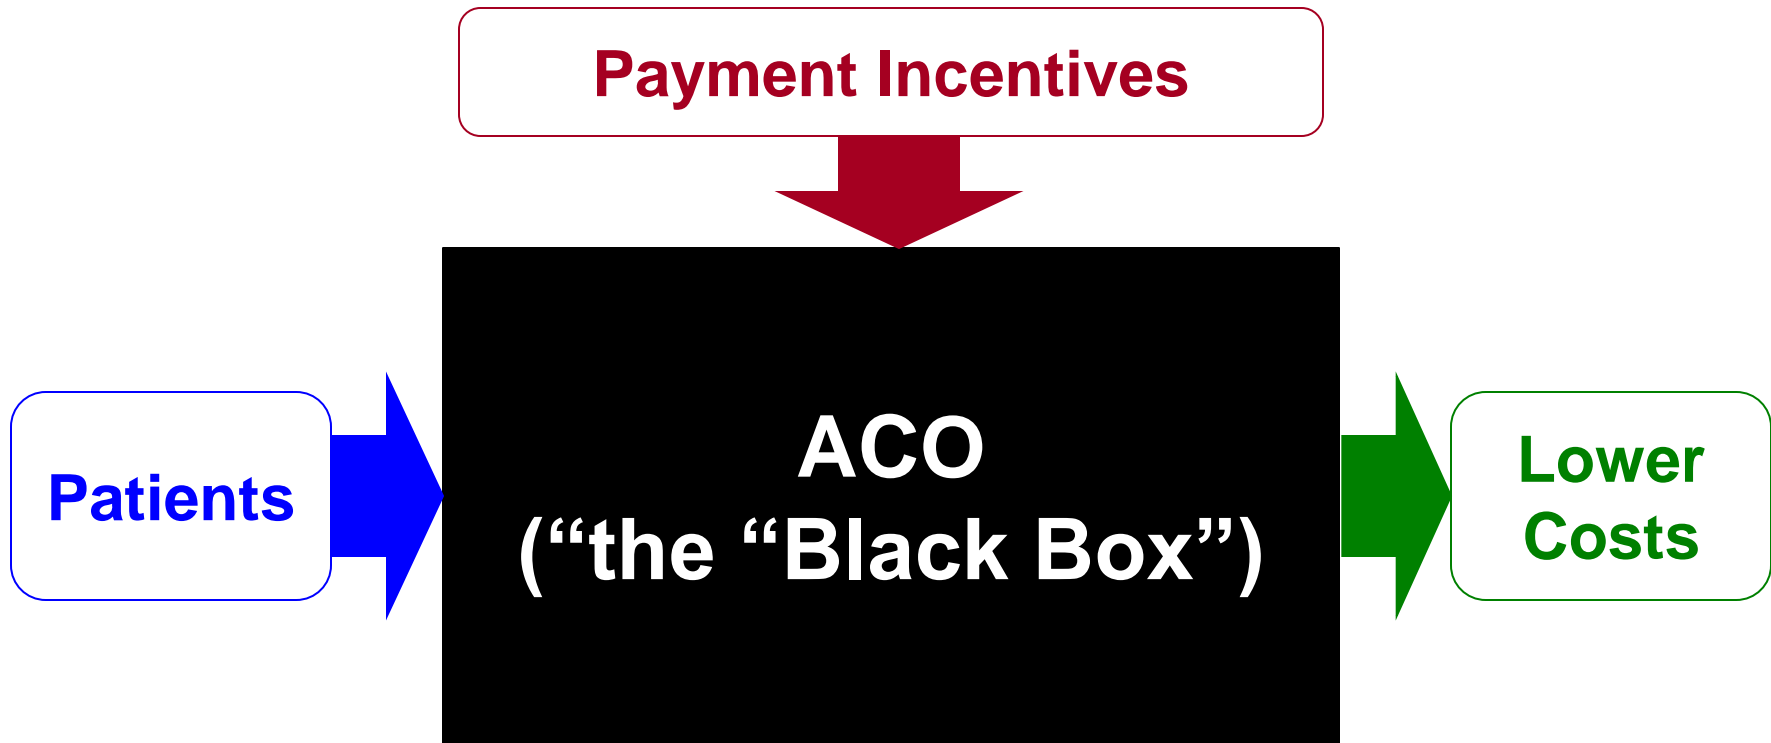 Payment Incentives
Patients
ACO
(“the “Black Box”)
Lower
Costs